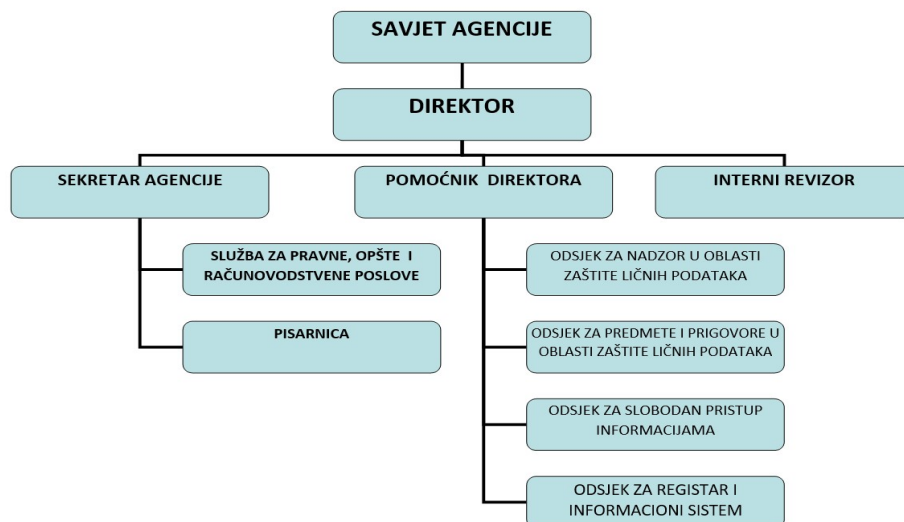 SAVJET AGENCIJE
DIREKTOR
SEKRETAR AGENCIJE
POMOĆNIK DIREKTORA
INTERNI REVIZOR
SLUŽBA ZA PRAVNE, OPŠTE I
RAČUNOVODSTVENE POSLOVE
PISARNICA
ODSJEK ZA NADZOR U OBLASTI
ZAŠTITE LIČNIH PODATAKA
ODSJEK ZA PREDMETE I PRIGOVORE U
OBLASTI ZAŠTITE LIČNIH PODATAKA
ODSJEK ZA SLOBODAN PRISTUP
INFORMACIJAMA
ODSJEK ZA REGISTAR I
INFORMACIONI SISTEM